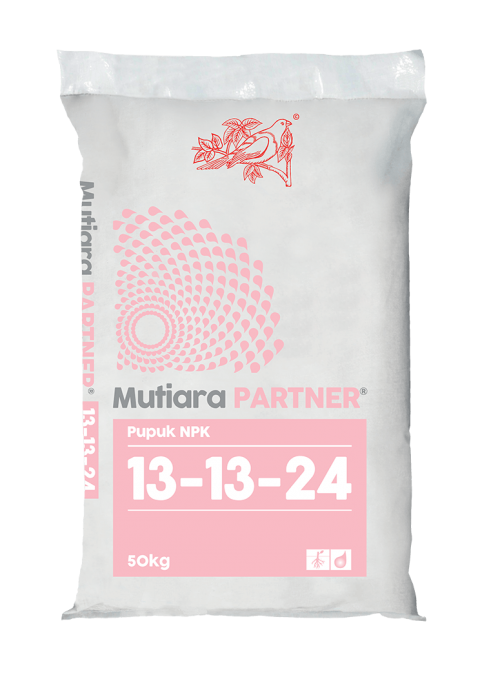 ©
Mutiara PARTNER® 13-13-24
Mutiara PARTNER®
Pupuk NPK
13-13-24
50kg